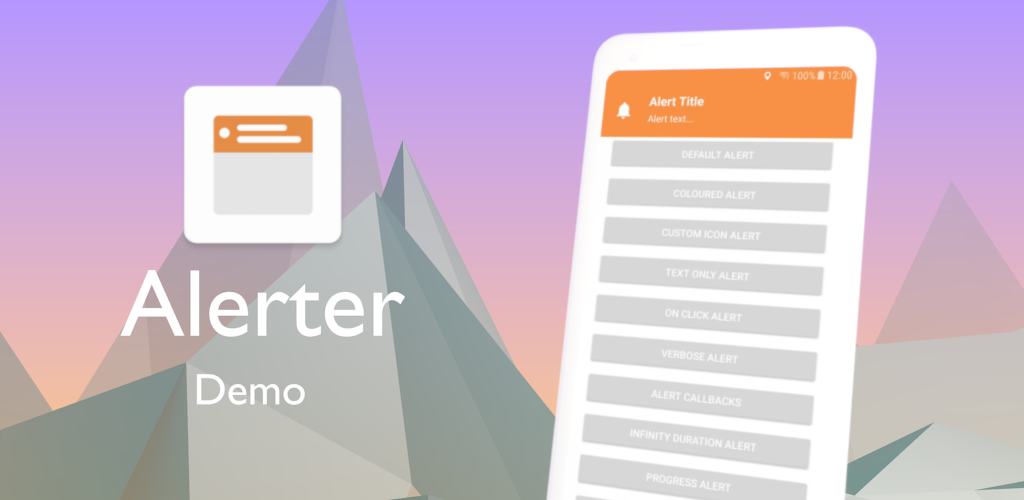 Alerter
Demo
100% 12:00
Alert Title
Alert text...
DEFAULT ALERT
COLOURED ALERT
CUSTOM ICON ALERT
TEXT ONLY ALERT
ON CLICK ALERT
VERBOSE ALERT
ALERT CALLBACKS
INFINITY DURATION ALERT
PROGRESS ALERT